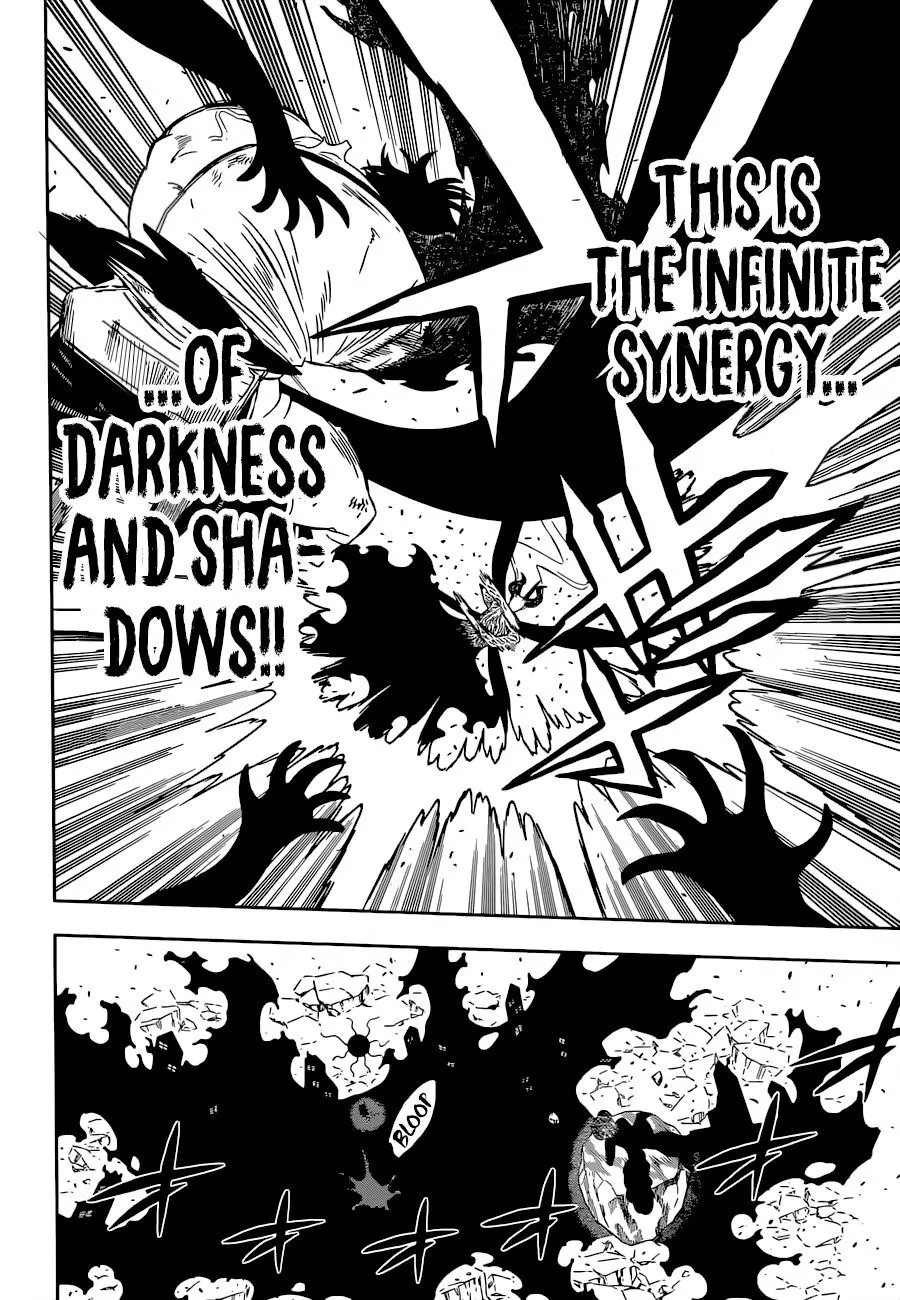 THIS IS
THE INFINITE
SYNERGY...
...OF
DARKNESS
AND SHA-
DOWS!!
BLOOP